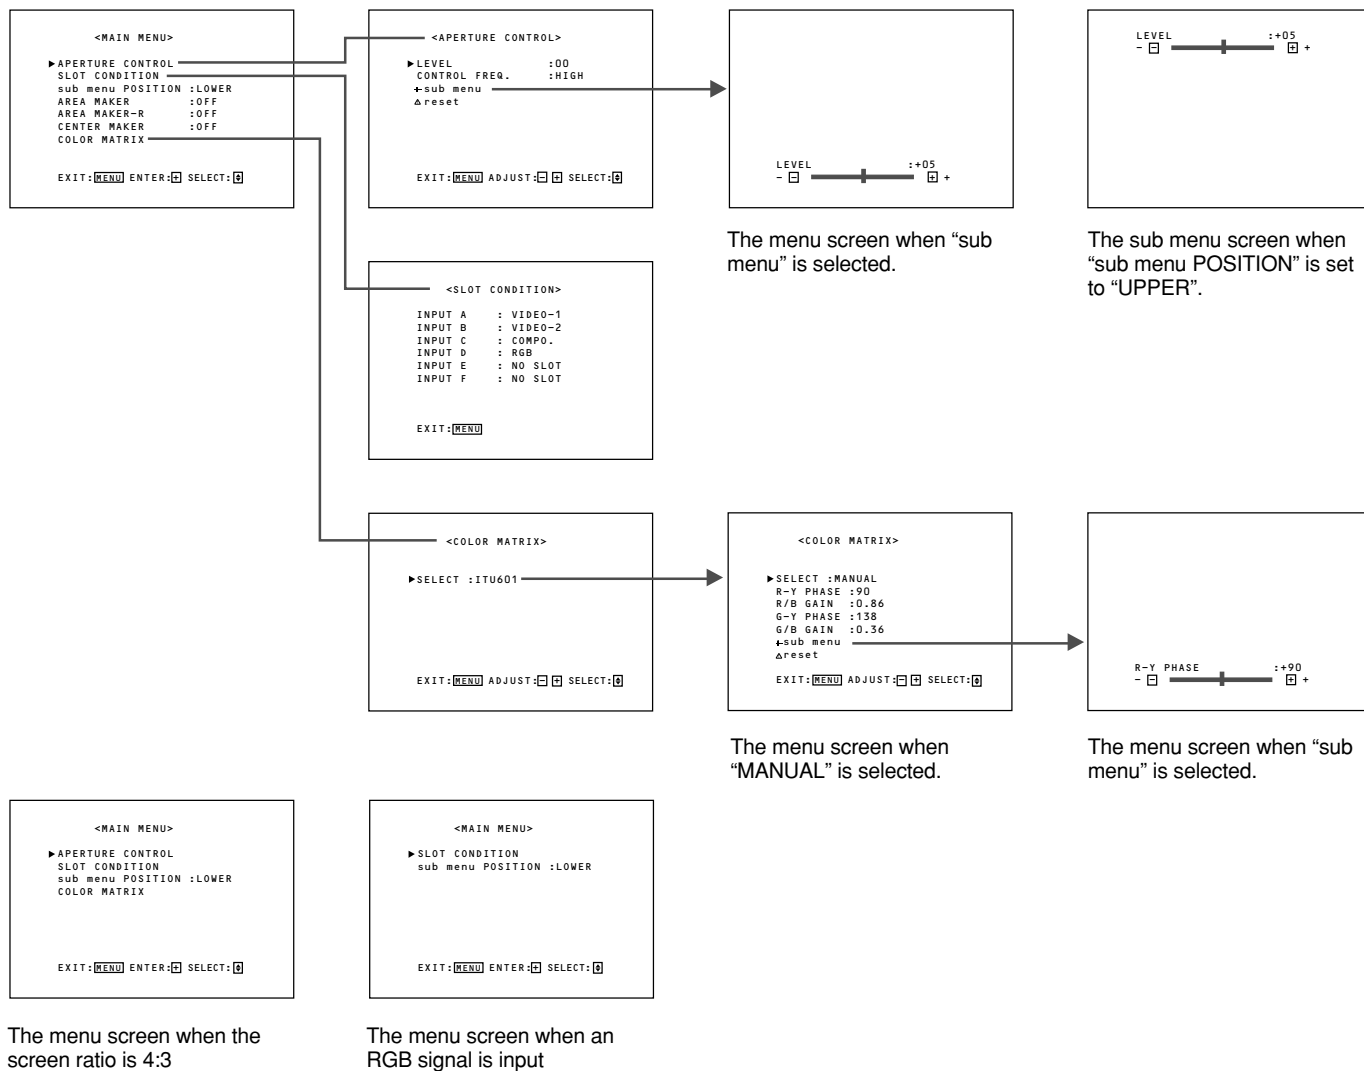 <MAIN MENU>
▶APERTURE CONTROL
SLOT CONDITION
sub menu POSITION :LOWER
AREA MAKER :OFF
AREA MAKER-R :OFF
CENTER MAKER :OFF
COLOR MATRIX
EXIT:MENU ENTER:+ SELECT:
<APERTURE CONTROL>
▶LEVEL :00
CONTROL FREQ. :HIGH
+sub menu
△reset
EXIT:MENU ADJUST:- + SELECT:
LEVEL :+05
- - + +
The menu screen when “sub
menu” is selected.
LEVEL :+05
- - + +
The sub menu screen when
“sub menu POSITION” is set
to “UPPER”.
<SLOT CONDITION>
INPUT A : VIDEO-1
INPUT B : VIDEO-2
INPUT C : COMPO.
INPUT D : RGB
INPUT E : NO SLOT
INPUT F : NO SLOT
EXIT:MENU
<COLOR MATRIX>
▶SELECT :ITU601
EXIT:MENU ADJUST:- + SELECT:
<COLOR MATRIX>
▶SELECT :MANUAL
R-Y PHASE :90
R/B GAIN :0.86
G-Y PHASE :138
G/B GAIN :0.36
+sub menu
△reset
EXIT:MENU ADJUST:- + SELECT:
The menu screen when
“MANUAL” is selected.
R-Y PHASE :+90
- - + +
The menu screen when “sub
menu” is selected.
<MAIN MENU>
▶APERTURE CONTROL
SLOT CONDITION
sub menu POSITION :LOWER
COLOR MATRIX
EXIT:MENU ENTER:+ SELECT:
The menu screen when the
screen ratio is 4:3
<MAIN MENU>
▶SLOT CONDITION
sub menu POSITION :LOWER
EXIT:MENU ENTER:+ SELECT:
The menu screen when an
RGB signal is input